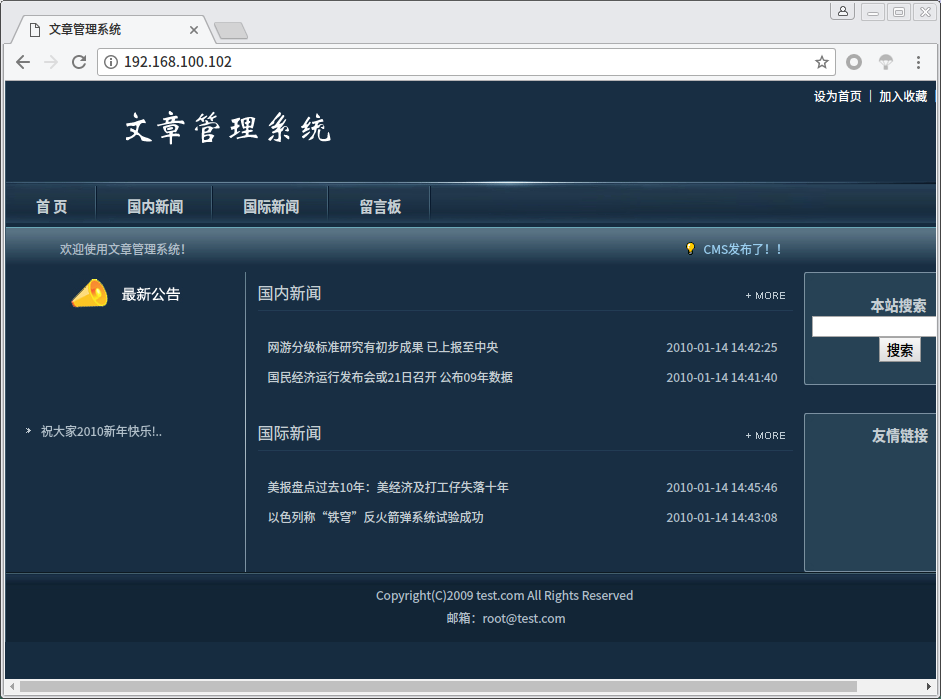 文章管理系统
192.168.100.102
设为首页 | 加入收藏 |
文章管理系统
首 页 国内新闻 国际新闻 留言板
欢迎使用文章管理系统! CMS发布了！！
最新公告
祝大家2010新年快乐!..
国内新闻 + MORE
网游分级标准研究有初步成果 已上报至中央 2010-01-14 14:42:25
国民经济运行发布会或21日召开 公布09年数据 2010-01-14 14:41:40
国际新闻 + MORE
美报盘点过去10年：美经济及打工仔失落十年 2010-01-14 14:45:46
以色列称“铁穹”反火箭弹系统试验成功 2010-01-14 14:43:08
本站搜索
搜索
友情链接
Copyright(C)2009 test.com All Rights Reserved
邮箱：root@test.com